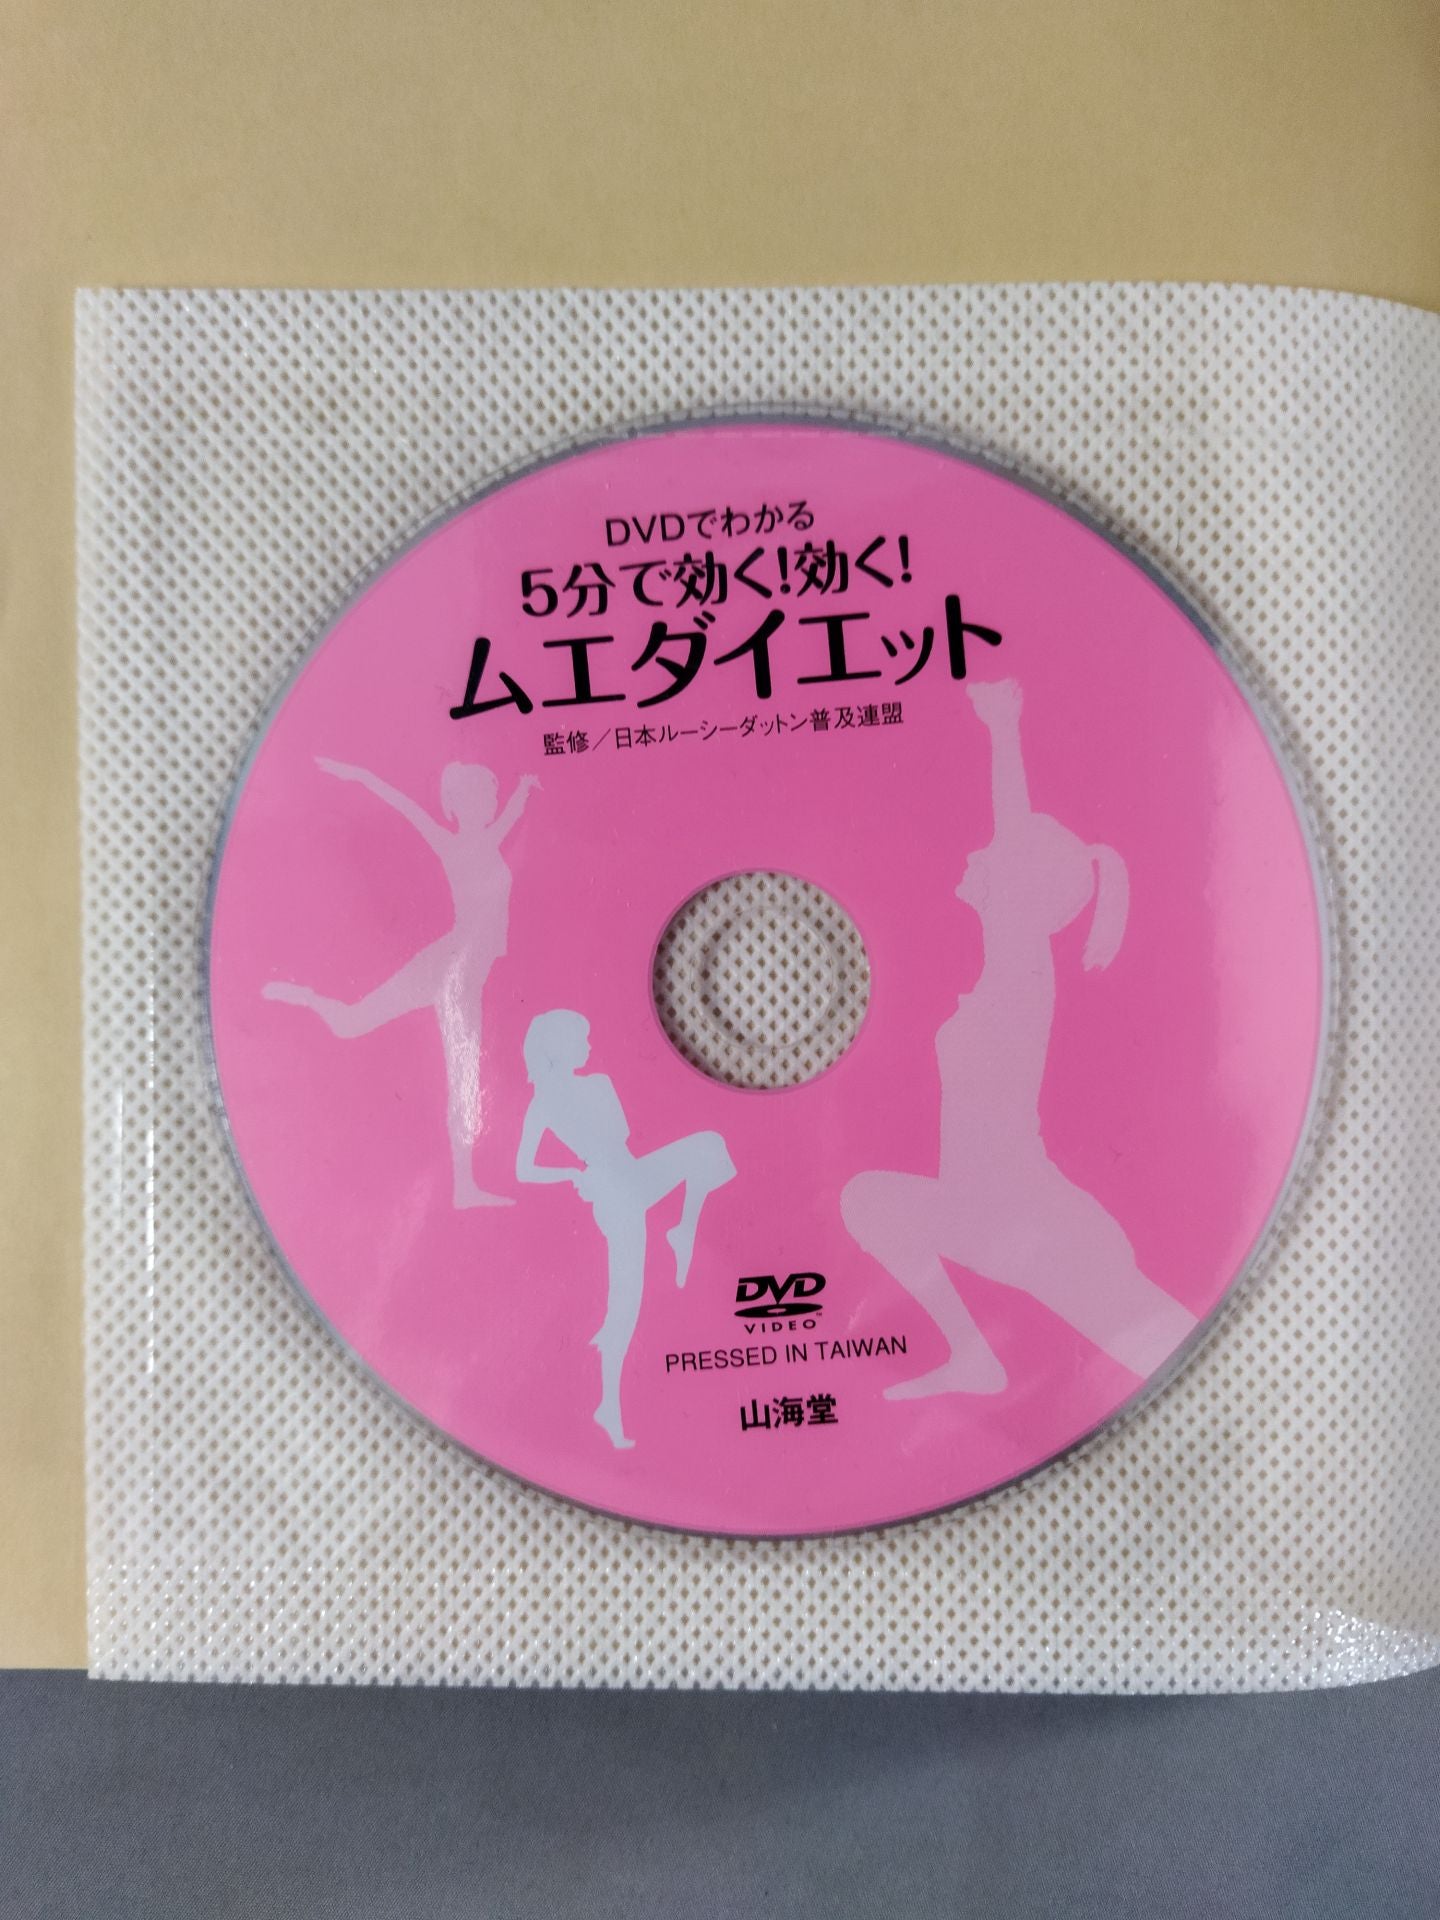 DVDでわかる
5分で効く!効く!
ムエダイエット
監修／日本ルーシーダットン普及連盟
DVD
VIDEO™
PRESSED IN TAIWAN
山海堂